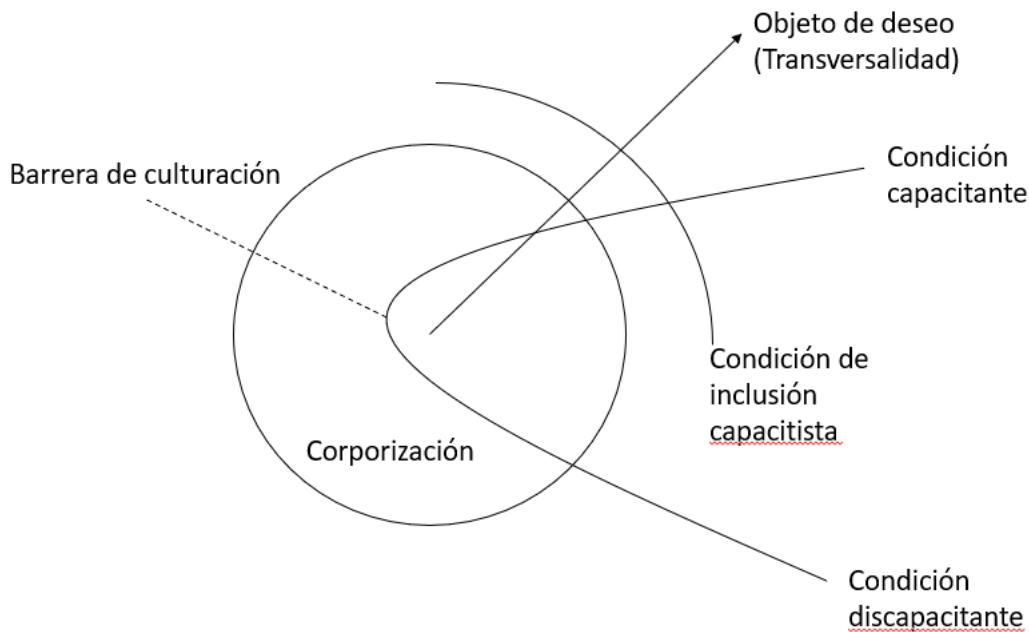 Objeto de deseo
(Transversalidad)
Barrera de culturación
Condición
capacitante
Condición de
inclusión
capacitista
Corporización
Condición
discapacitante